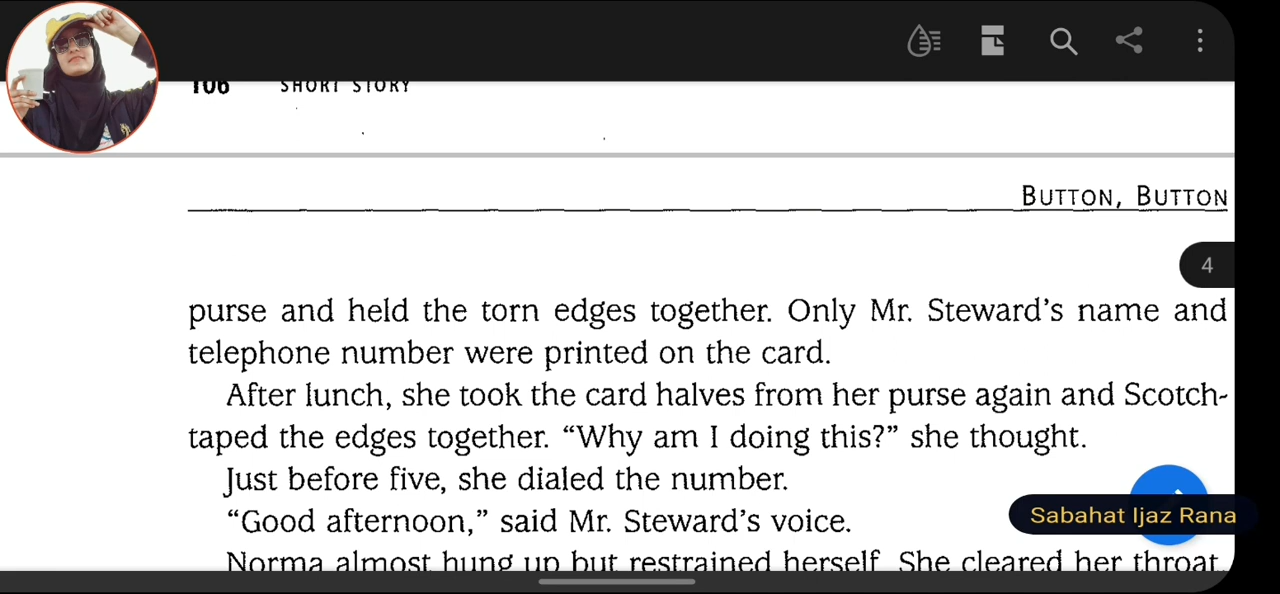 106 SHORT STORY
BUTTON, BUTTON
4
purse and held the torn edges together. Only Mr. Steward's name and
telephone number were printed on the card.
After lunch, she took the card halves from her purse again and Scotch-
taped the edges together. “Why am I doing this?” she thought.
Just before five, she dialed the number.
“Good afternoon,” said Mr. Steward's voice.
Sabahat Ijaz Rana
Norma almost hung up but restrained herself. She cleared her throat.